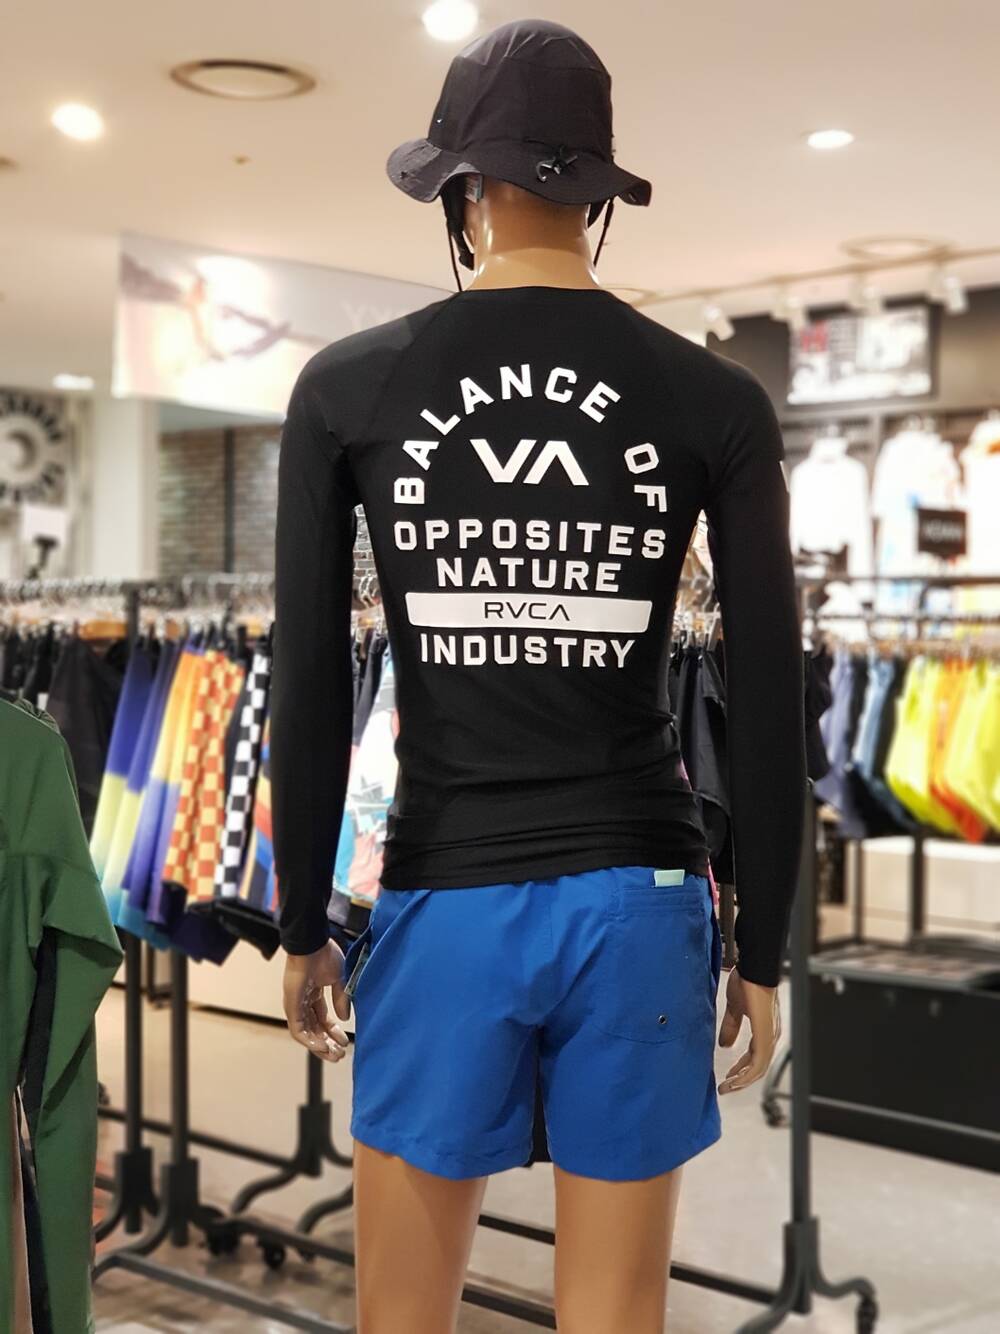 BALANCE OF
VA
OPPOSITES
NATURE
RVCA
INDUSTRY